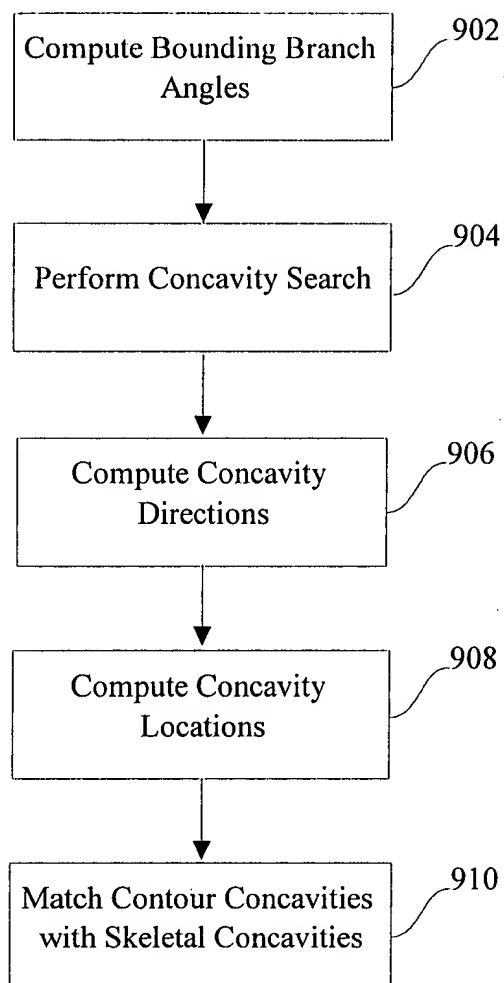 Compute Bounding Branch
Angles
902
Perform Concavity Search
904
Compute Concavity
Directions
906
Compute Concavity
Locations
908
Match Contour Concavities
with Skeletal Concavities
910